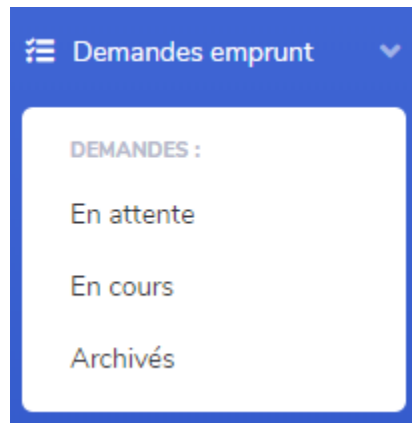 Demandes emprunt
DEMANDES :
En attente
En cours
Archivés